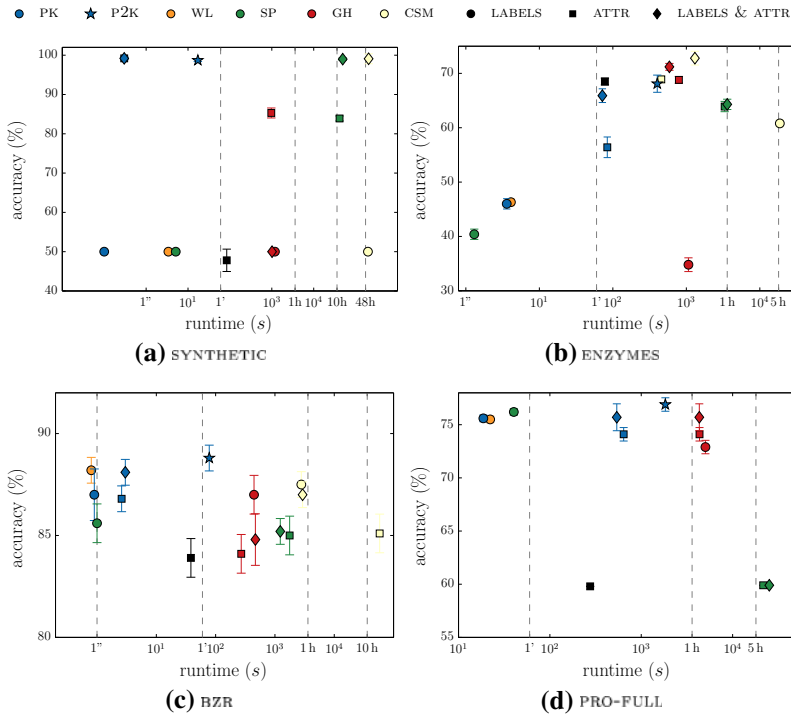 PK P2K WL SP GH CSM LABELS ATTR LABELS & ATTR
100
90
80
70
60
50
40
accuracy (%)
1” 10¹ 1’ 10³ 1h 10⁴ 10h 48h
runtime (s)
(a) SYNTHETIC
70
60
50
40
30
accuracy (%)
1” 10¹ 1’ 10² 10³ 1 h 10⁴ 5 h
runtime (s)
(b) ENZYMES
90
85
80
accuracy (%)
1” 10¹ 1’ 10² 10³ 1 h 10⁴ 10 h
runtime (s)
(c) BZR
75
70
65
60
55
accuracy (%)
10¹ 1’ 10² 10³ 1 h 10⁴ 5 h
runtime (s)
(d) PRO-FULL